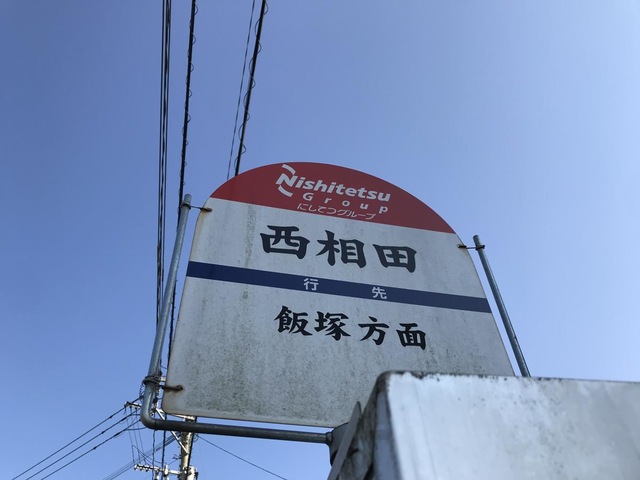 Nishitetsu
Group
にしてつグループ
西相田
行先
飯塚方面